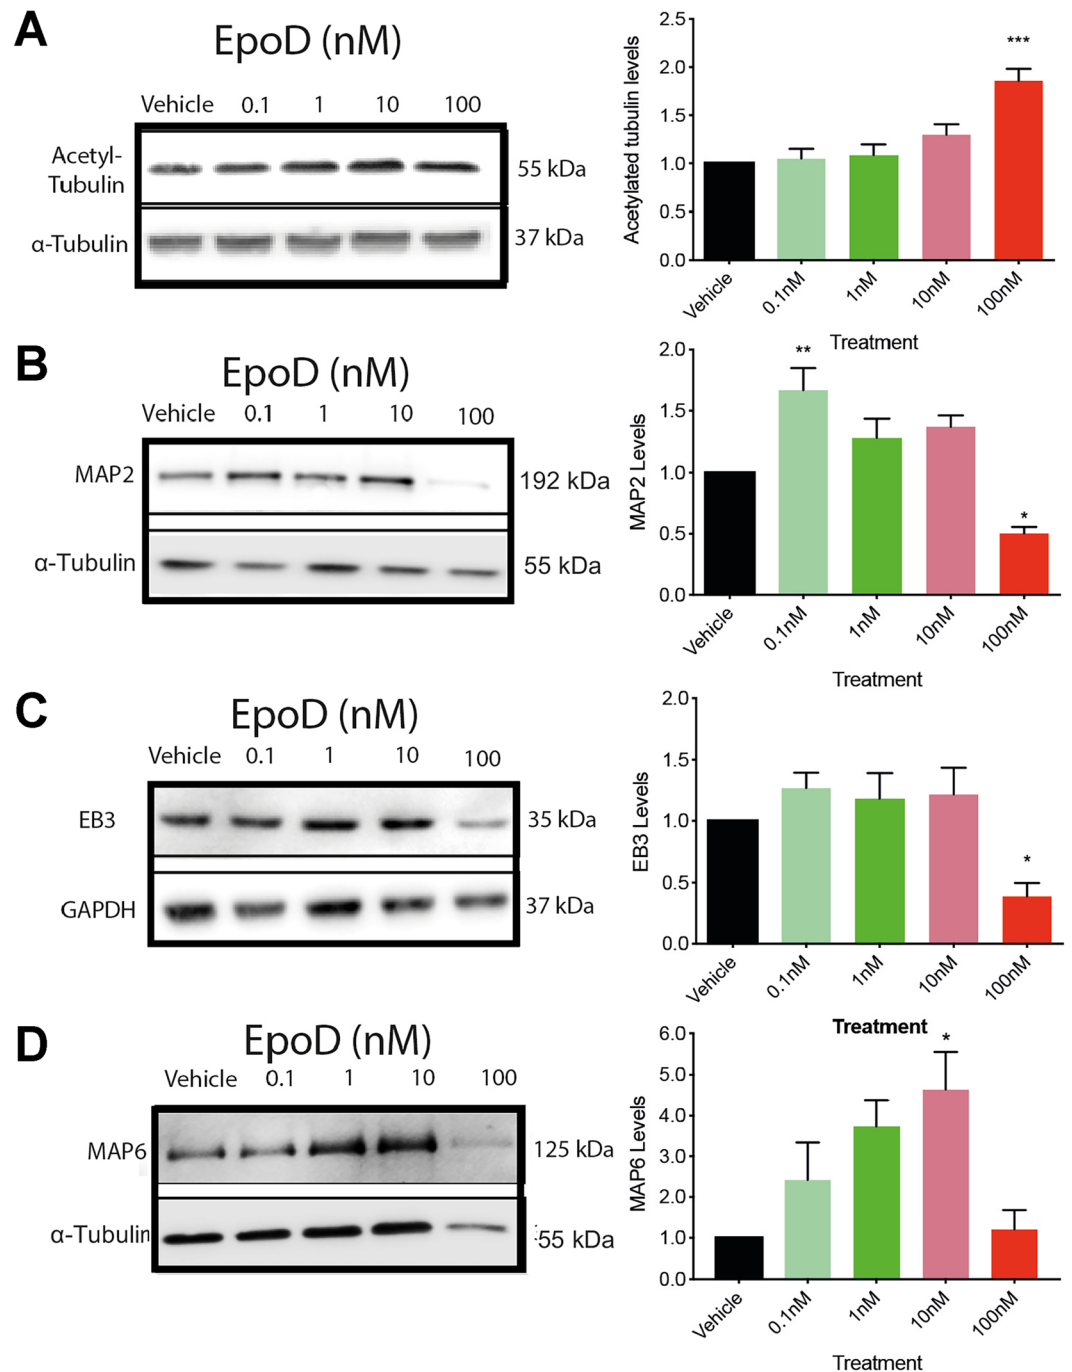 A
EpoD (nM)
Vehicle 0.1 1 10 100
Acetyl-
Tubulin
55 kDa
α-Tubulin
37 kDa
Acetylated tubulin levels
2.5
2.0
1.5
1.0
0.5
0.0
***
Vehicle 0.1nM 1nM 10nM 100nM
Treatment
B
EpoD (nM)
Vehicle 0.1 1 10 100
MAP2
192 kDa
α-Tubulin
55 kDa
MAP2 Levels
2.0
1.5
1.0
0.5
0.0
**
*
Vehicle 0.1nM 1nM 10nM 100nM
Treatment
C
EpoD (nM)
Vehicle 0.1 1 10 100
EB3
35 kDa
GAPDH
37 kDa
EB3 Levels
2.0
1.5
1.0
0.5
0.0
*
Vehicle 0.1nM 1nM 10nM 100nM
Treatment
D
EpoD (nM)
Vehicle 0.1 1 10 100
MAP6
125 kDa
α-Tubulin
55 kDa
MAP6 Levels
6.0
5.0
4.0
3.0
2.0
1.0
0.0
*
Vehicle 0.1nM 1nM 10nM 100nM
Treatment